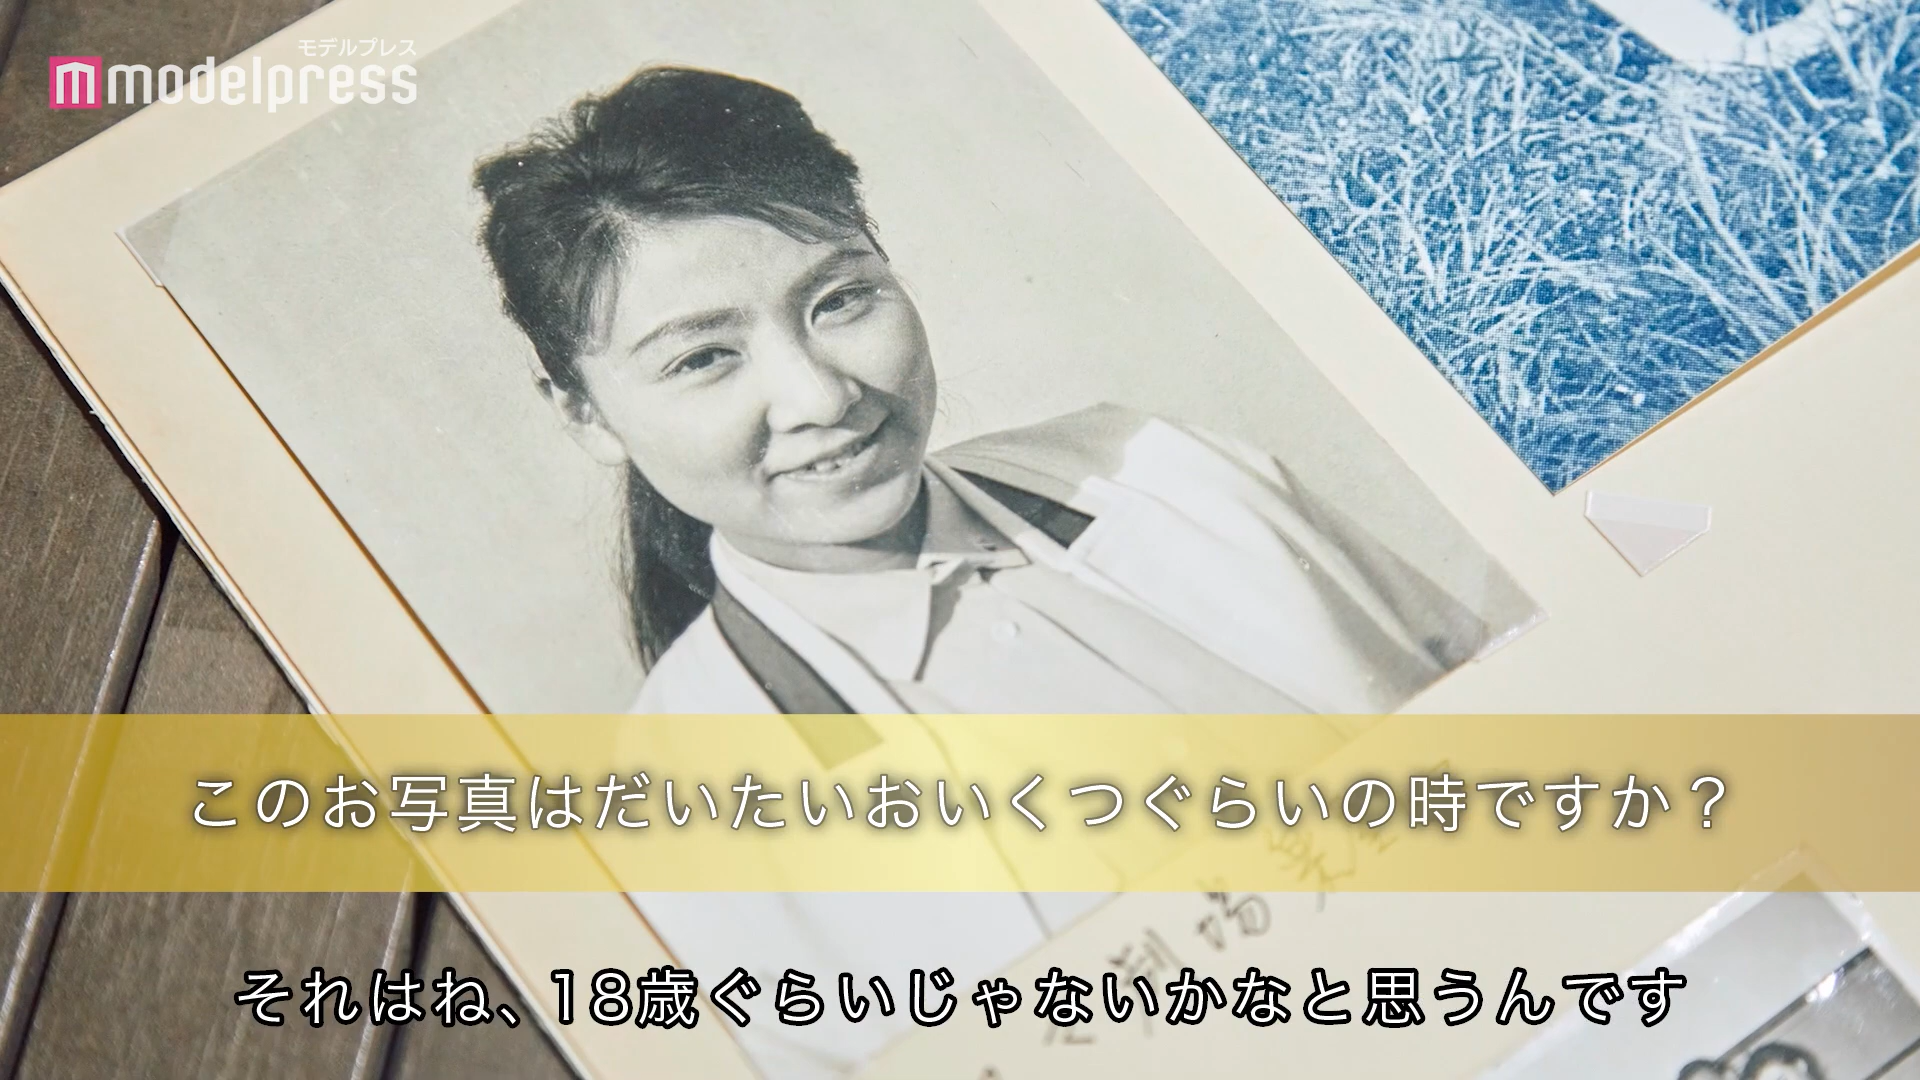 モデルプレス
modelpress
このお写真はだいたいおいくつぐらいの時ですか？
それはね、18歳ぐらいじゃないかなと思うんです